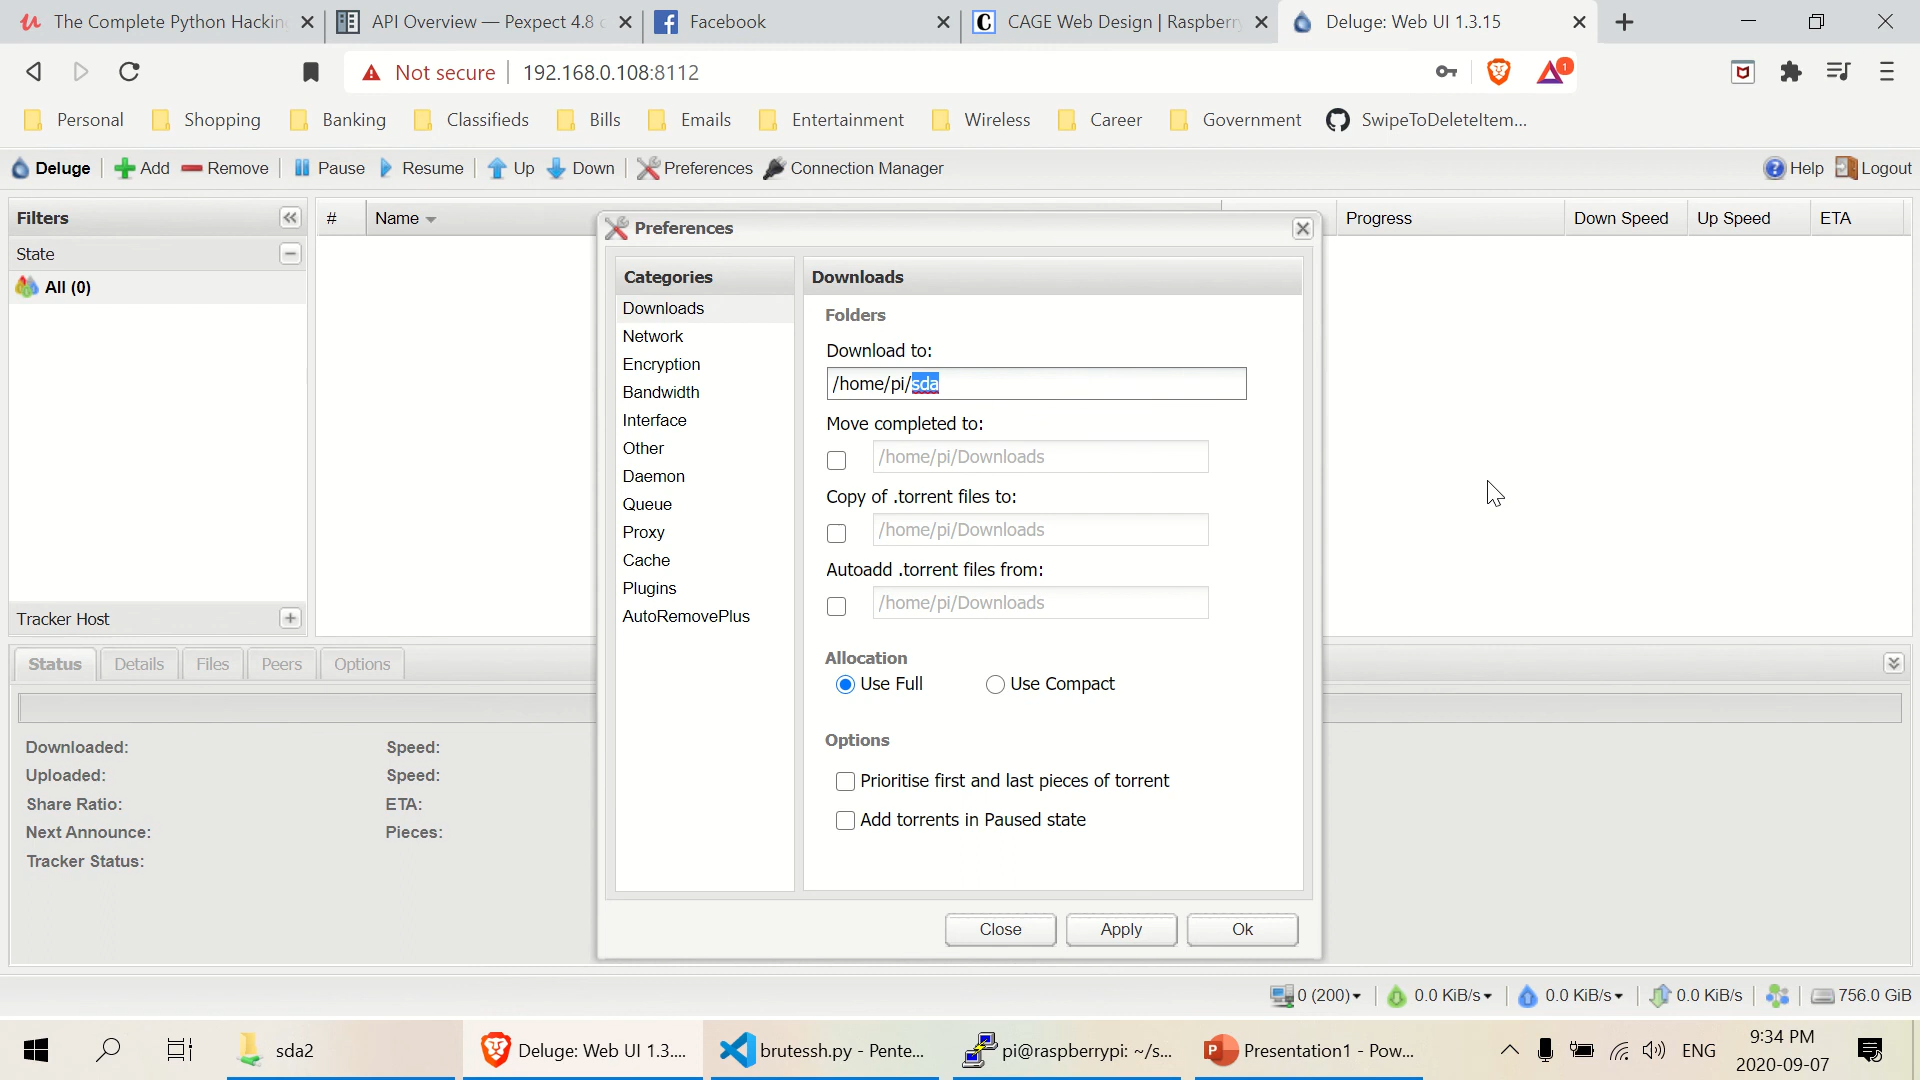 The Complete Python Hackin
API Overview — Pexpect 4.8
Facebook
CAGE Web Design | Raspberry
Deluge: Web UI 1.3.15
Not secure
192.168.0.108:8112
1
Personal
Shopping
Banking
Classifieds
Bills
Emails
Entertainment
Wireless
Career
Government
SwipeToDeleteItem...
Deluge
Add
Remove
Pause
Resume
Up
Down
Preferences
Connection Manager
Help
Logout
Filters
State
All (0)
Tracker Host
#
Name
Progress
Down Speed
Up Speed
ETA
Preferences
Categories
Downloads
Network
Encryption
Bandwidth
Interface
Other
Daemon
Queue
Proxy
Cache
Plugins
AutoRemovePlus
Downloads
Folders
Download to:
/home/pi/sda
Move completed to:
/home/pi/Downloads
Copy of .torrent files to:
/home/pi/Downloads
Autoadd .torrent files from:
/home/pi/Downloads
Allocation
Use Full
Use Compact
Options
Prioritise first and last pieces of torrent
Add torrents in Paused state
Close
Apply
Ok
Status
Details
Files
Peers
Options
Downloaded:
Speed:
Uploaded:
Speed:
Share Ratio:
ETA:
Next Announce:
Pieces:
Tracker Status:
0 (200)
0.0 KiB/s
0.0 KiB/s
0.0 KiB/s
756.0 GiB
sda2
Deluge: Web UI 1.3....
brutessh.py - Pente...
pi@raspberrypi: ~/s...
Presentation1 - Pow...
ENG
9:34 PM
2020-09-07